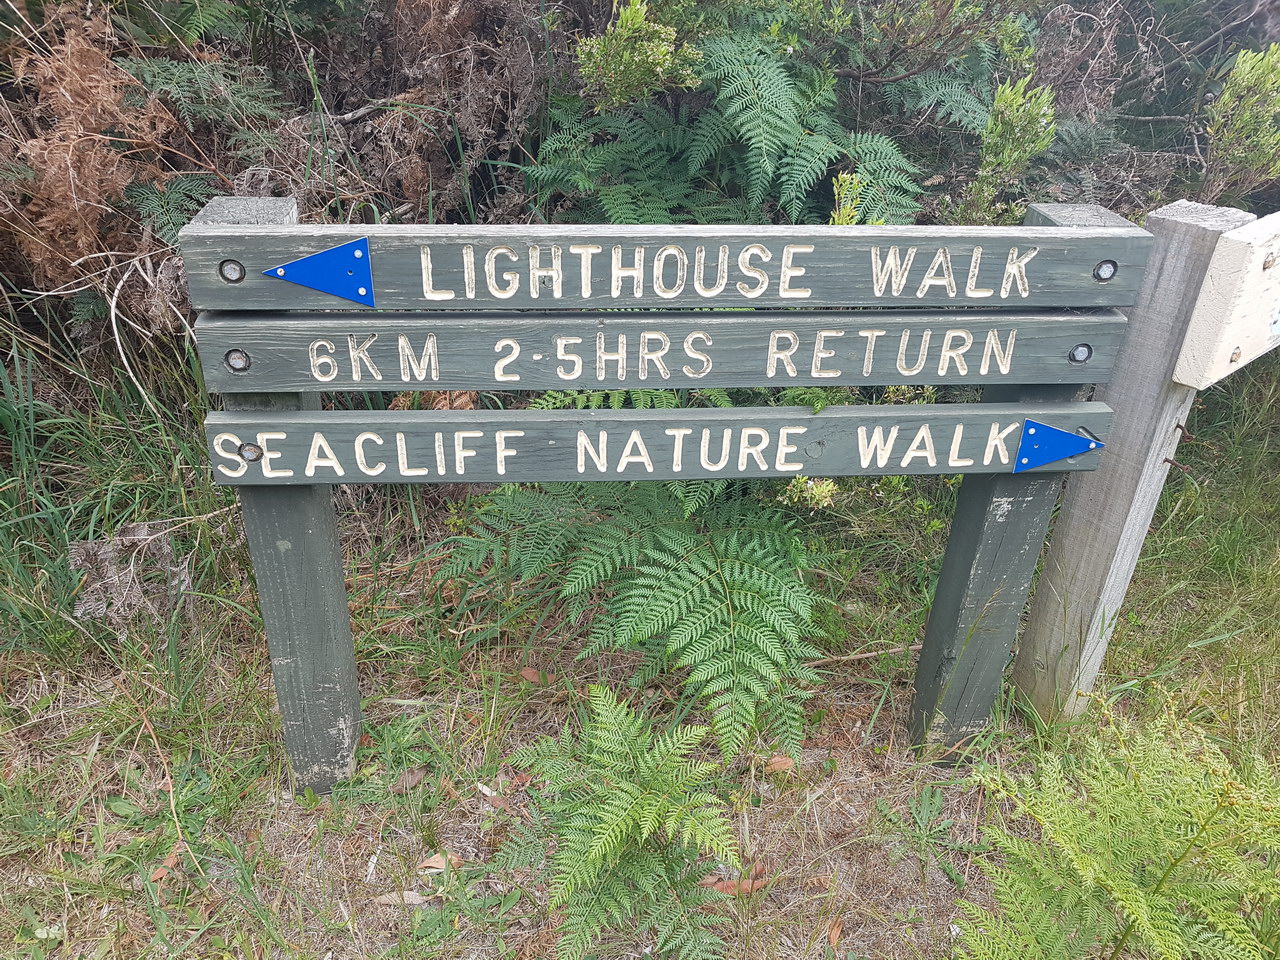 LIGHTHOUSE WALK
6KM 2·5HRS RETURN
SEACLIFF NATURE WALK